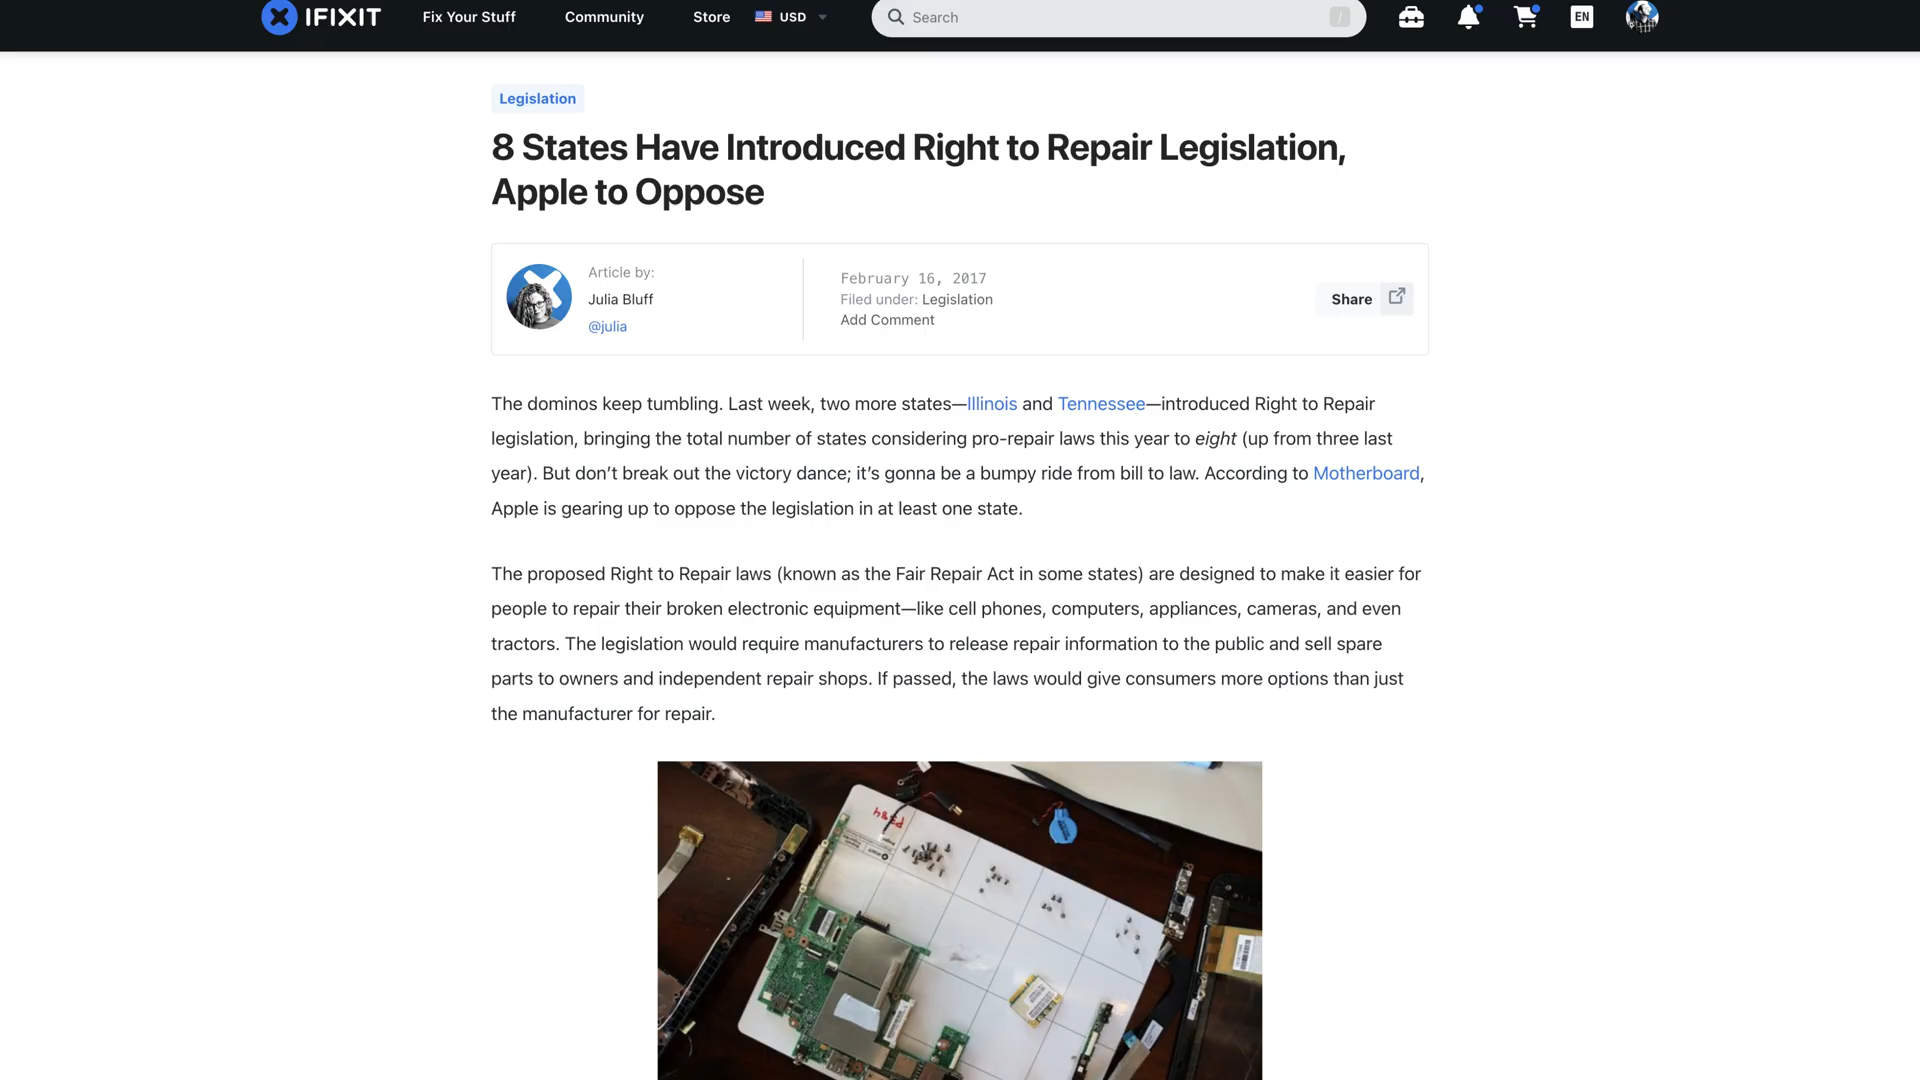 IFIXIT
Fix Your Stuff
Community
Store
USD
Search
/
EN
Legislation
8 States Have Introduced Right to Repair Legislation,
Apple to Oppose
Article by:
Julia Bluff
@julia
February 16, 2017
Filed under: Legislation
Add Comment
Share
The dominos keep tumbling. Last week, two more states—Illinois and Tennessee—introduced Right to Repair
legislation, bringing the total number of states considering pro-repair laws this year to eight (up from three last
year). But don’t break out the victory dance; it’s gonna be a bumpy ride from bill to law. According to Motherboard,
Apple is gearing up to oppose the legislation in at least one state.
The proposed Right to Repair laws (known as the Fair Repair Act in some states) are designed to make it easier for
people to repair their broken electronic equipment—like cell phones, computers, appliances, cameras, and even
tractors. The legislation would require manufacturers to release repair information to the public and sell spare
parts to owners and independent repair shops. If passed, the laws would give consumers more options than just
the manufacturer for repair.